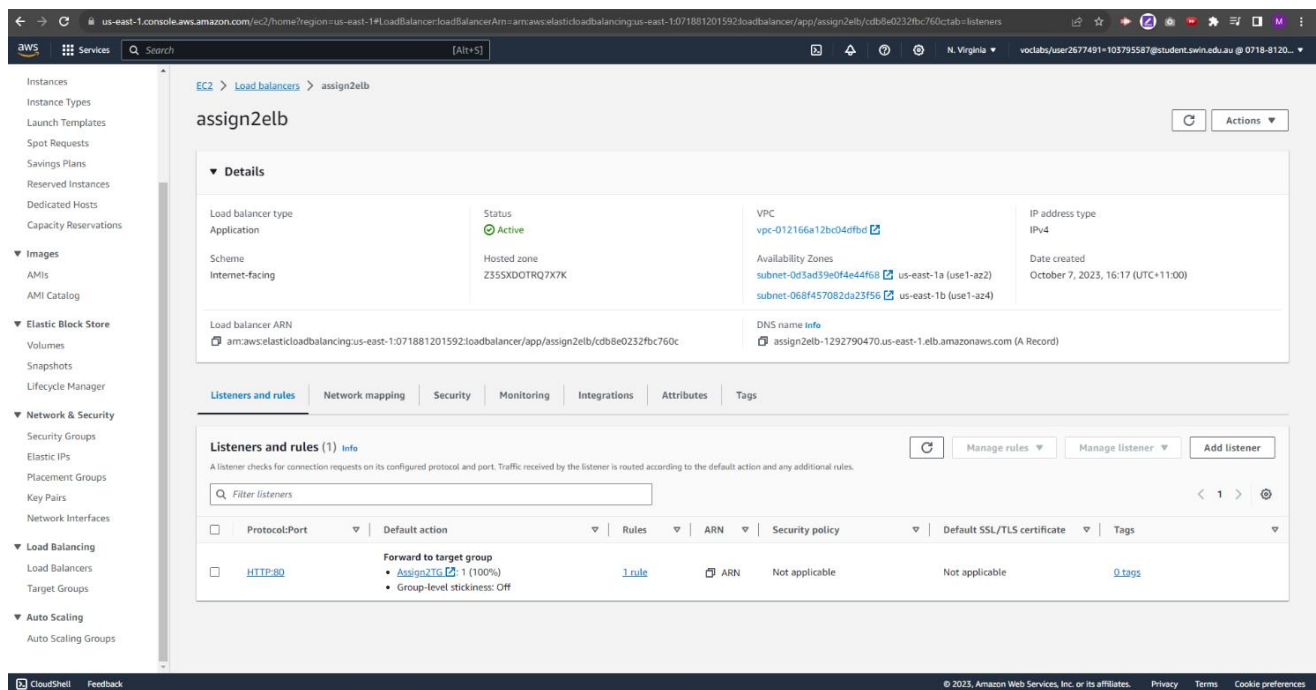 us-east-1.console.aws.amazon.com/ec2/home?region=us-east-1#LoadBalancer:loadBalancerArn=arn:aws:elasticloadbalancing:us-east-1:071881201592:loadbalancer/app/assign2elb/cdb8e0232fbc760c;tab=listeners
aws Services Search [Alt+S] N. Virginia voclabs/user2677491=103795587@student.swin.edu.au @ 0718-8120...
Instances
Instance Types
Launch Templates
Spot Requests
Savings Plans
Reserved Instances
Dedicated Hosts
Capacity Reservations
Images
AMIs
AMI Catalog
Elastic Block Store
Volumes
Snapshots
Lifecycle Manager
Network & Security
Security Groups
Elastic IPs
Placement Groups
Key Pairs
Network Interfaces
Load Balancing
Load Balancers
Target Groups
Auto Scaling
Auto Scaling Groups
EC2 > Load balancers > assign2elb
assign2elb
Actions
Details
Load balancer type
Application
Status
Active
VPC
vpc-012166a12bc04dfbd
IP address type
IPv4
Scheme
Internet-facing
Hosted zone
Z35SXDOTRQ7X7K
Availability Zones
subnet-0d3ad39e0f4e44f68 us-east-1a (use1-az2)
subnet-068f457082da23f56 us-east-1b (use1-az4)
Date created
October 7, 2023, 16:17 (UTC+11:00)
Load balancer ARN
arn:aws:elasticloadbalancing:us-east-1:071881201592:loadbalancer/app/assign2elb/cdb8e0232fbc760c
DNS name Info
assign2elb-1292790470.us-east-1.elb.amazonaws.com (A Record)
Listeners and rules Network mapping Security Monitoring Integrations Attributes Tags
Listeners and rules (1) Info
Manage rules Manage listener Add listener
A listener checks for connection requests on its configured protocol and port. Traffic received by the listener is routed according to the default action and any additional rules.
Filter listeners
1
Protocol:Port Default action Rules ARN Security policy Default SSL/TLS certificate Tags
HTTP:80
Forward to target group
• Assign2TG: 1 (100%)
• Group-level stickiness: Off
1 rule
ARN
Not applicable
Not applicable
0 tags
CloudShell Feedback © 2023, Amazon Web Services, Inc. or its affiliates. Privacy Terms Cookie preferences